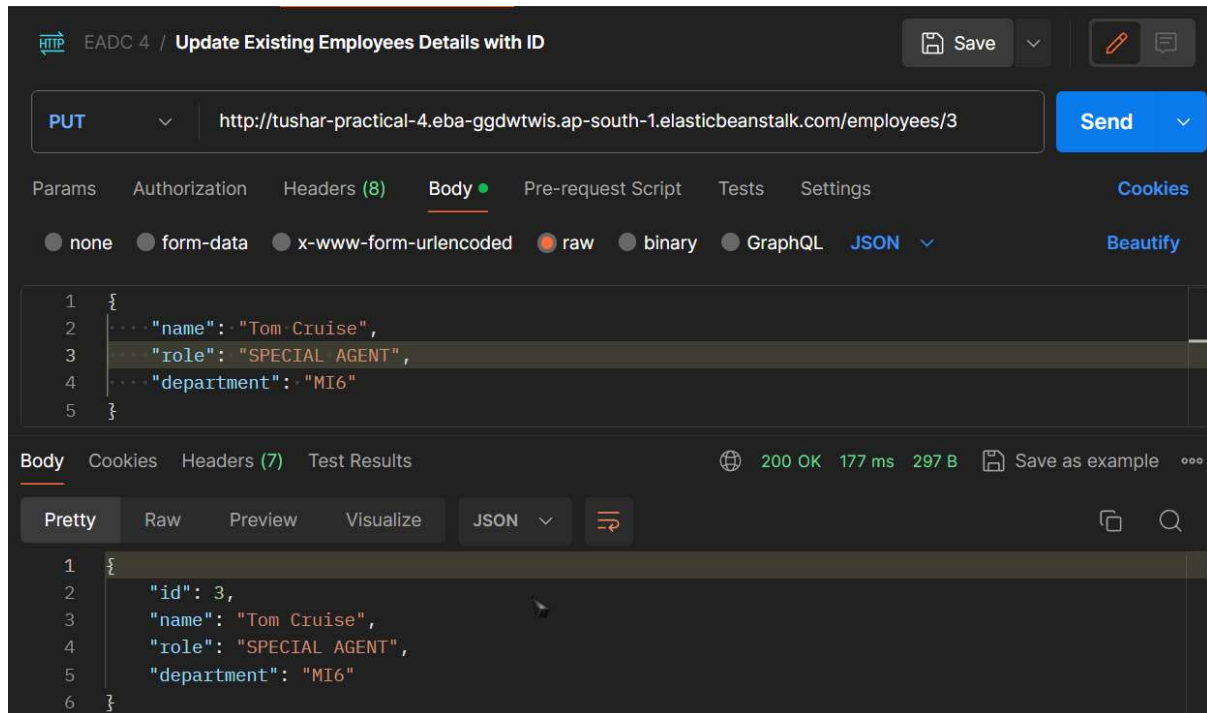 HTTP EADC 4 / Update Existing Employees Details with ID Save
PUT http://tushar-practical-4.eba-ggdwtwis.ap-south-1.elasticbeanstalk.com/employees/3 Send
Params Authorization Headers (8) Body Pre-request Script Tests Settings Cookies
none form-data x-www-form-urlencoded raw binary GraphQL JSON Beautify
1 {
2 "name": "Tom Cruise",
3 "role": "SPECIAL AGENT",
4 "department": "MI6"
5 }
Body Cookies Headers (7) Test Results 200 OK 177 ms 297 B Save as example
Pretty Raw Preview Visualize JSON
1 {
2 "id": 3,
3 "name": "Tom Cruise",
4 "role": "SPECIAL AGENT",
5 "department": "MI6"
6 }